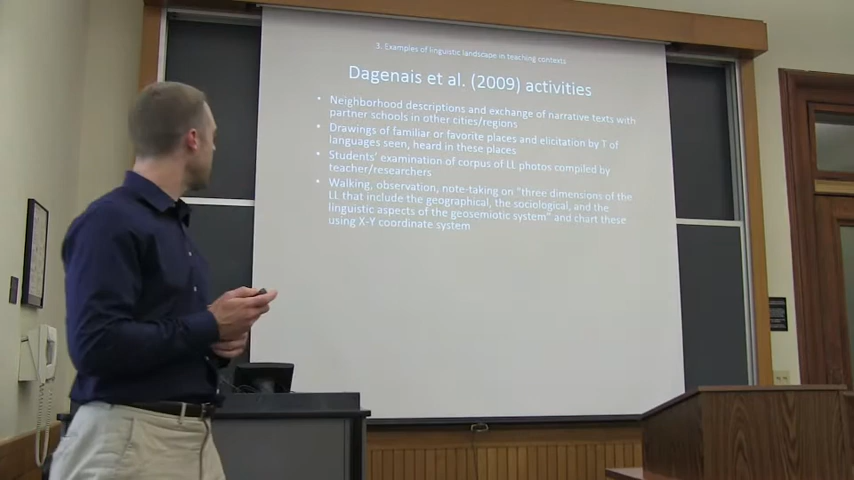 3. Examples of linguistic landscape in teaching contexts
Dagenais et al. (2009) activities
• Neighborhood descriptions and exchange of narrative texts with
partner schools in other cities/regions
• Drawings of familiar or favorite places and elicitation by T of
languages seen, heard in these places
• Students' examination of corpus of LL photos compiled by
teacher/researchers
• Walking, observation, note-taking on "three dimensions of the
LL that include the geographical, the sociological, and the
linguistic aspects of the geosemiotic system" and chart these
using X-Y coordinate system